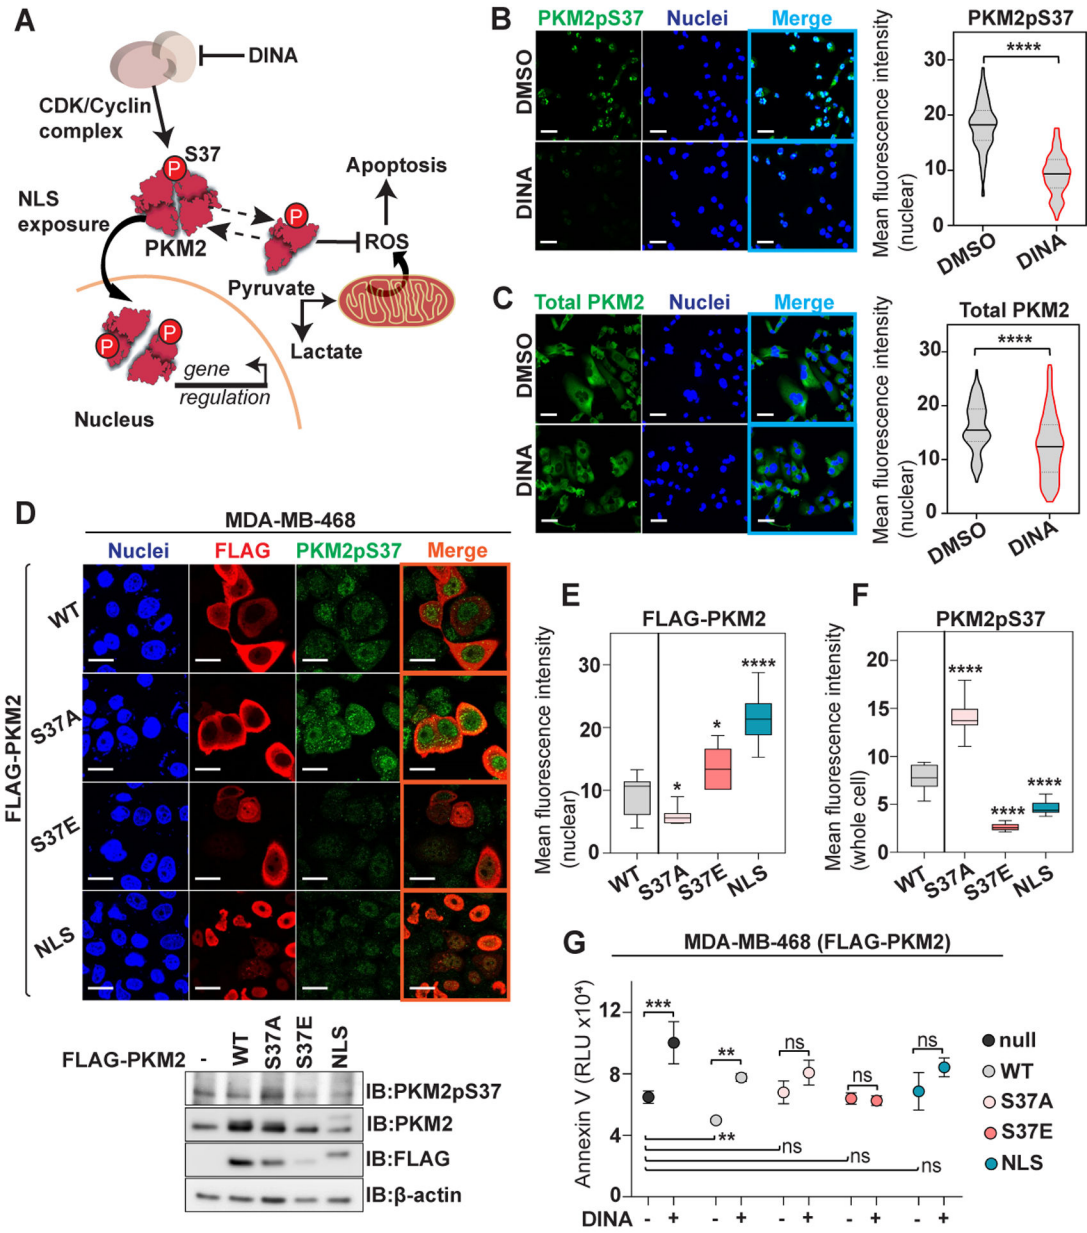 A
DINA
CDK/Cyclin
complex
P
S37
NLS
exposure
PKM2
P
Apoptosis
ROS
Pyruvate
Lactate
P
P
gene
regulation
Nucleus
B
PKM2pS37
Nuclei
Merge
DMSO
DINA
PKM2pS37
Mean fluorescence intensity
(nuclear)
30
20
10
0
****
DMSO
DINA
C
Total PKM2
Nuclei
Merge
DMSO
DINA
Total PKM2
Mean fluorescence intensity
(nuclear)
30
20
10
0
****
DMSO
DINA
D
MDA-MB-468
Nuclei
FLAG
PKM2pS37
Merge
FLAG-PKM2
WT
S37A
S37E
NLS
FLAG-PKM2
-
WT
S37A
S37E
NLS
IB:PKM2pS37
IB:PKM2
IB:FLAG
IB:β-actin
E
FLAG-PKM2
Mean fluorescence intensity
(nuclear)
30
20
10
0
*
*
****
WT
S37A
S37E
NLS
F
PKM2pS37
Mean fluorescence intensity
(whole cell)
20
15
10
5
0
****
****
****
WT
S37A
S37E
NLS
G
MDA-MB-468 (FLAG-PKM2)
Annexin V (RLU x10⁴)
12
8
4
0
***
**
ns
ns
ns
**
ns
ns
ns
DINA
- + - + - + - + - +
null
WT
S37A
S37E
NLS